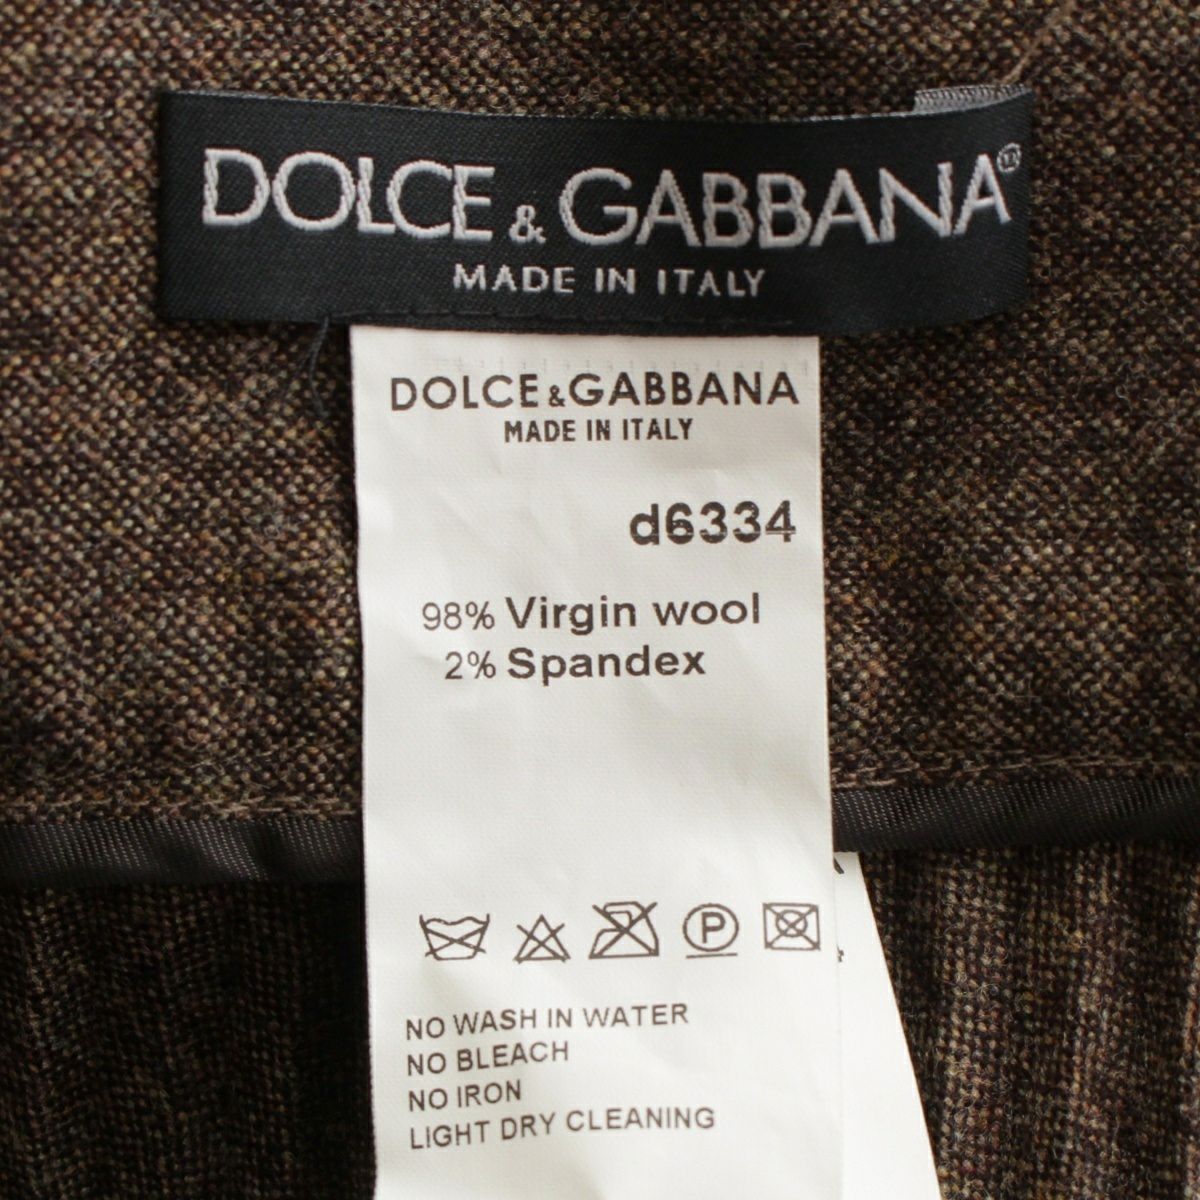 DOLCE & GABBANA®
MADE IN ITALY
DOLCE & GABBANA
MADE IN ITALY
d6334
98% Virgin wool
2% Spandex
P
NO WASH IN WATER
NO BLEACH
NO IRON
LIGHT DRY CLEANING